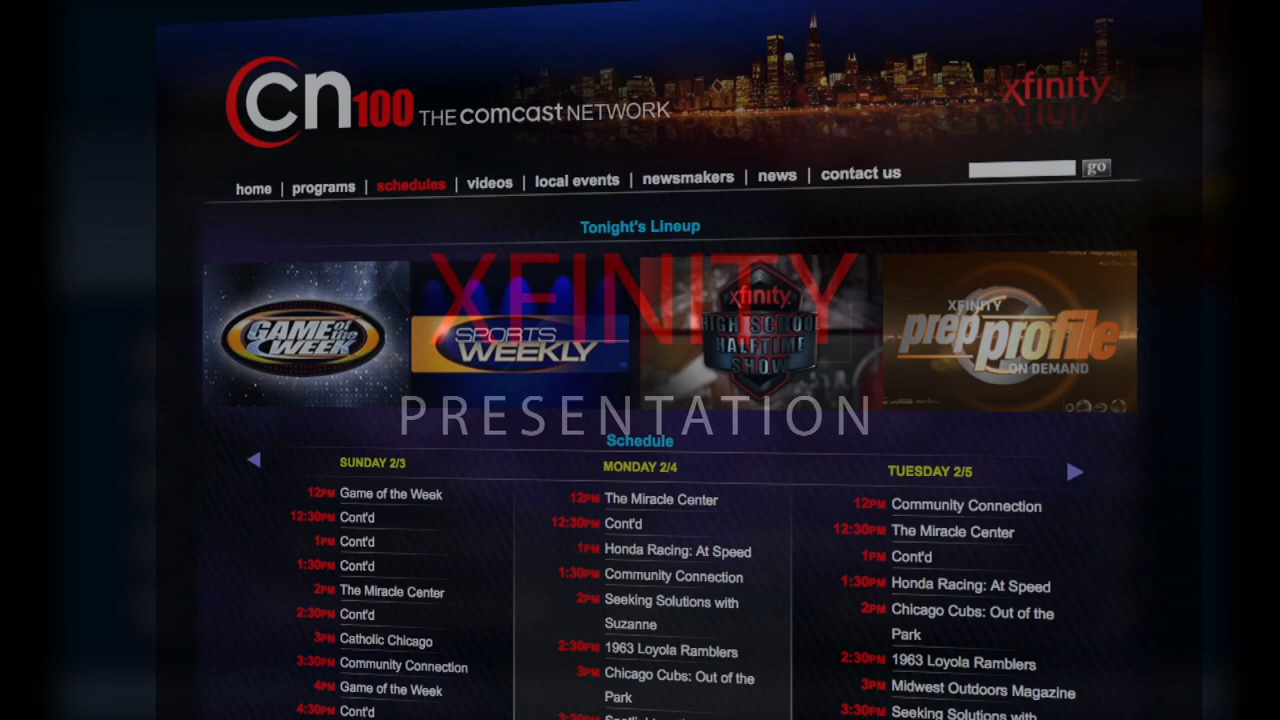 cn100 THE comcast NETWORK
xfinity
home | programs | schedules | videos | local events | newsmakers | news | contact us
go
Tonight's Lineup
XFINITY
GAME of the WEEK
SPORTS WEEKLY
xfinity
HIGH SCHOOL
HALFTIME
SHOW
XFINITY
prep profile
ON DEMAND
PRESENTATION
Schedule
SUNDAY 2/3
12PM Game of the Week
12:30PM Cont'd
1PM Cont'd
1:30PM Cont'd
2PM The Miracle Center
2:30PM Cont'd
3PM Catholic Chicago
3:30PM Community Connection
4PM Game of the Week
4:30PM Cont'd
MONDAY 2/4
12PM The Miracle Center
12:30PM Cont'd
1PM Honda Racing: At Speed
1:30PM Community Connection
2PM Seeking Solutions with
Suzanne
2:30PM 1963 Loyola Ramblers
3PM Chicago Cubs: Out of the
Park
TUESDAY 2/5
12PM Community Connection
12:30PM The Miracle Center
1PM Cont'd
1:30PM Honda Racing: At Speed
2PM Chicago Cubs: Out of the
Park
2:30PM 1963 Loyola Ramblers
3PM Midwest Outdoors Magazine
3:30PM Seeking Solutions with